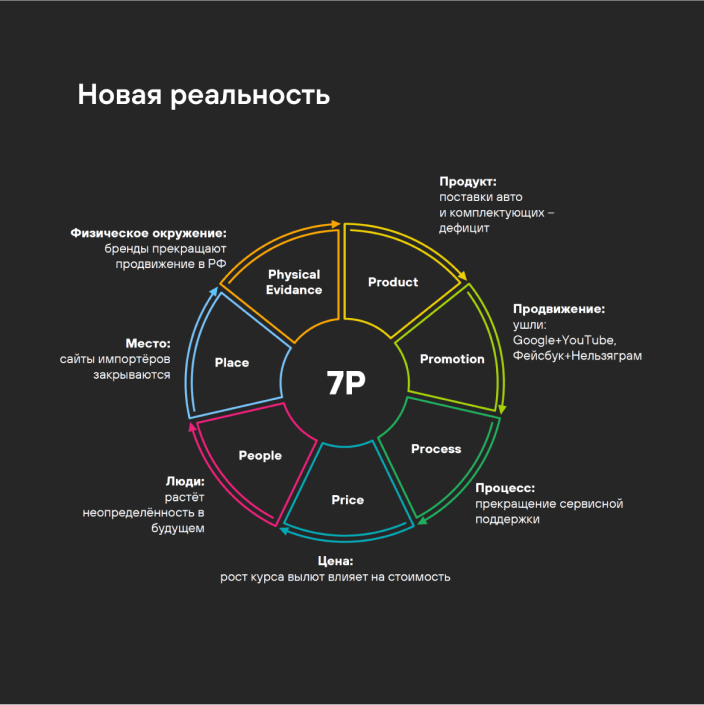 Новая реальность
Продукт:
поставки авто
и комплектующих –
дефицит
Физическое окружение:
бренды прекращают
продвижение в РФ
Physical
Evidance
Product
Продвижение:
ушли:
Google+YouTube,
Фейсбук+Нельзяграм
Место:
сайты импортёров
закрываются
Place
Promotion
7P
People
Process
Люди:
растёт
неопределённость в
будущем
Price
Процесс:
прекращение сервисной
поддержки
Цена:
рост курса вылют влияет на стоимость